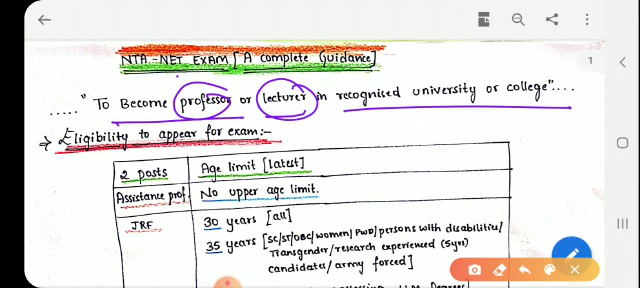 1
NTA-NET EXAM [A complete Guidance]
....." To Become professor or lecturer in recognised university or college"....
→ Eligibility to appear for exam:-
2 posts Age limit [latest]
Assistance prof. No upper age limit.
JRF 30 years [all]
35 years [SC/ST/OBC/women/PWD/persons with disabilities/
Transgender/research experienced (5yrs)
candidates/army forced]